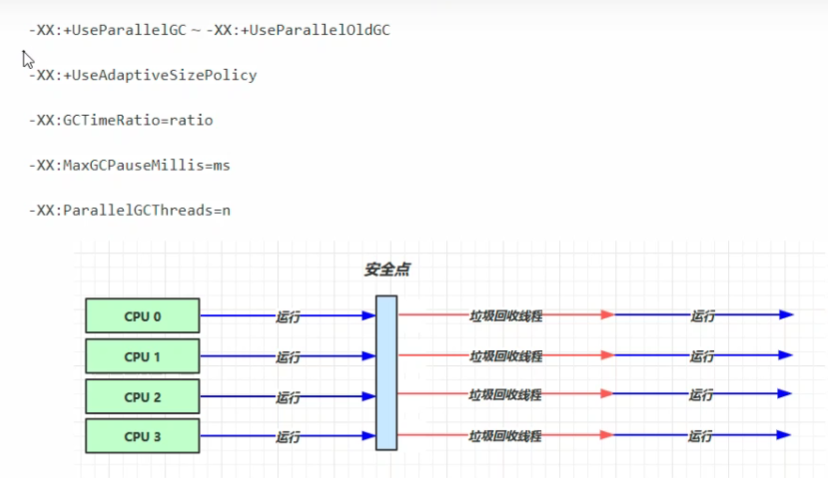 -XX:+UseParallelGC ~ -XX:+UseParallelOldGC
-XX:+UseAdaptiveSizePolicy
-XX:GCTimeRatio=ratio
-XX:MaxGCPauseMillis=ms
-XX:ParallelGCThreads=n
安全点
CPU 0 运行 垃圾回收线程 运行
CPU 1 运行 垃圾回收线程 运行
CPU 2 运行 垃圾回收线程 运行
CPU 3 运行 垃圾回收线程 运行